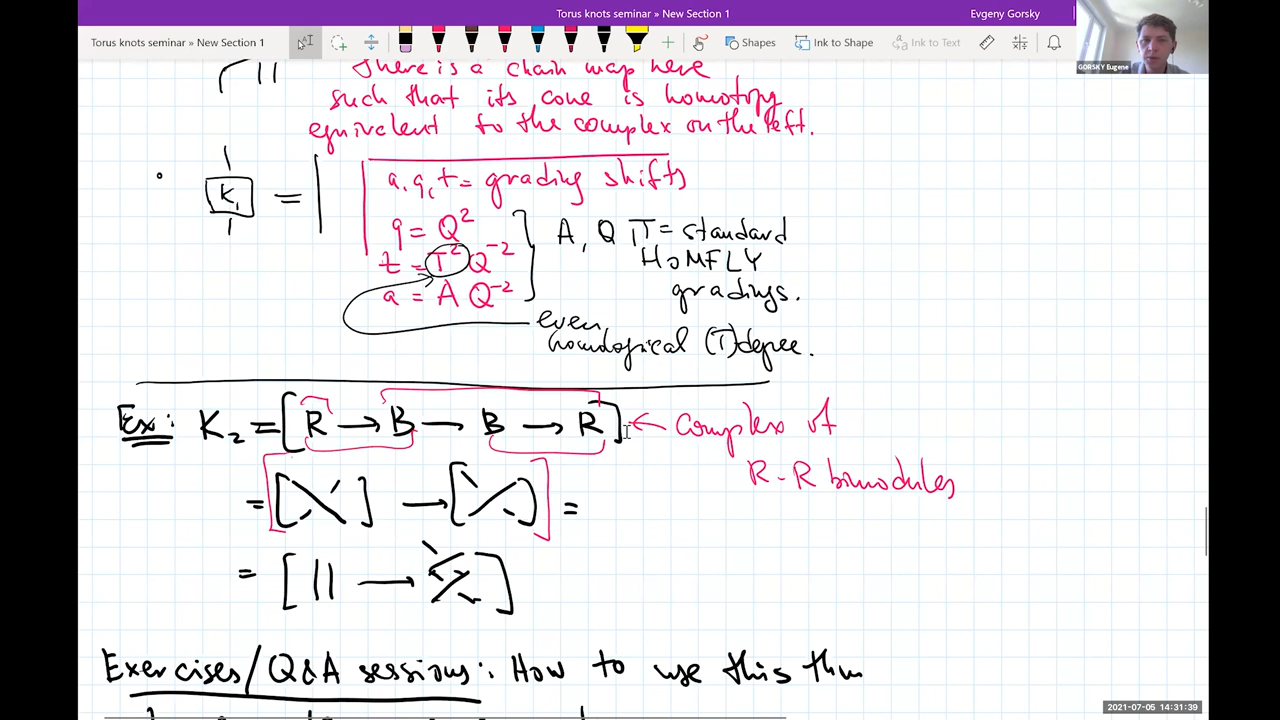 Torus knots seminar » New Section 1
Evgeny Gorsky
Torus knots seminar » New Section 1
Shapes
Ink to Shape
Ink to Text
GORSKY Eugene
There is a chain map here
such that its cone is homotopy
equivalent to the complex on the left.
K₁ =
a, q, t = grading shifts
q = Q²
t = T² Q⁻²
a = A Q⁻²
A, Q, T = standard
HOMFLY
gradings.
even
homological (T) degree.
Ex: K₂ = [R → B → B → R] ← Complex of
R-R bimodules
= [ ] → [ ] =
= [ || → ]
Exercises/Q&A sessions: How to use this thm
2021-07-05 14:31:39